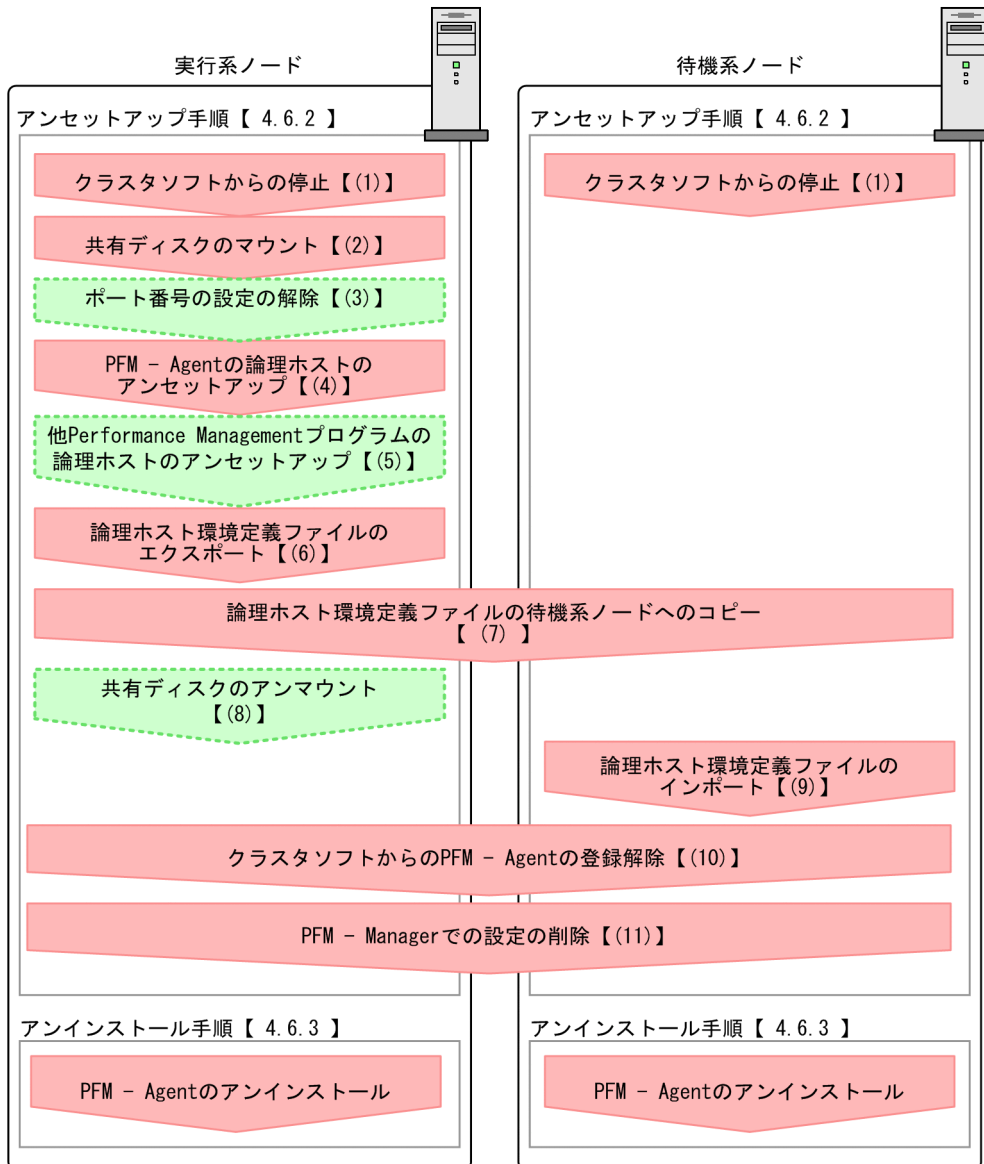 実行系ノード
待機系ノード
アンセットアップ手順【 4.6.2 】
アンセットアップ手順【 4.6.2 】
クラスタソフトからの停止【(1)】
クラスタソフトからの停止【(1)】
共有ディスクのマウント【(2)】
ポート番号の設定の解除【(3)】
PFM － Agentの論理ホストの
アンセットアップ【(4)】
他Performance Managementプログラムの
論理ホストのアンセットアップ【(5)】
論理ホスト環境定義ファイルの
エクスポート【(6)】
論理ホスト環境定義ファイルの待機系ノードへのコピー
【 (7) 】
共有ディスクのアンマウント
【(8)】
論理ホスト環境定義ファイルの
インポート【(9)】
クラスタソフトからのPFM － Agentの登録解除【(10)】
PFM － Managerでの設定の削除【(11)】
アンインストール手順【 4.6.3 】
アンインストール手順【 4.6.3 】
PFM － Agentのアンインストール
PFM － Agentのアンインストール